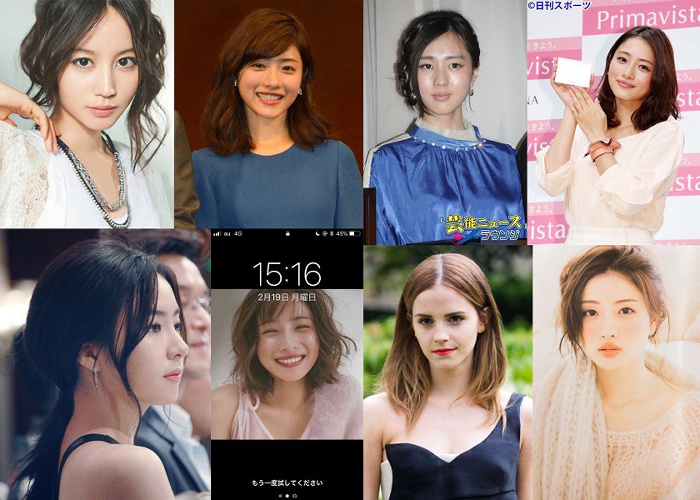 ©日刊スポーツ
Primavista
Primavista
芸能ニュース
ラウンジ
au 4G
45%
15:16
2月19日 月曜日
もう一度試してください